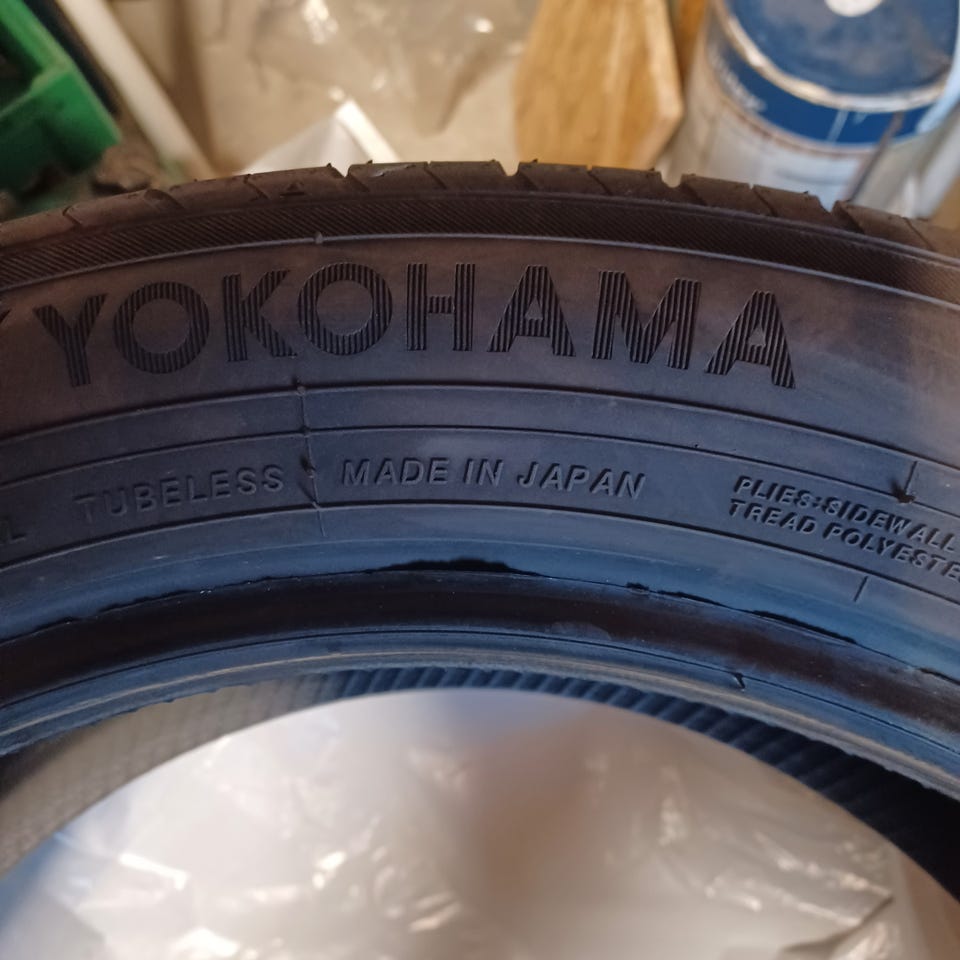 YOKOHAMA
TUBELESS MADE IN JAPAN
PLIES:SIDEWALL
TREAD POLYESTE